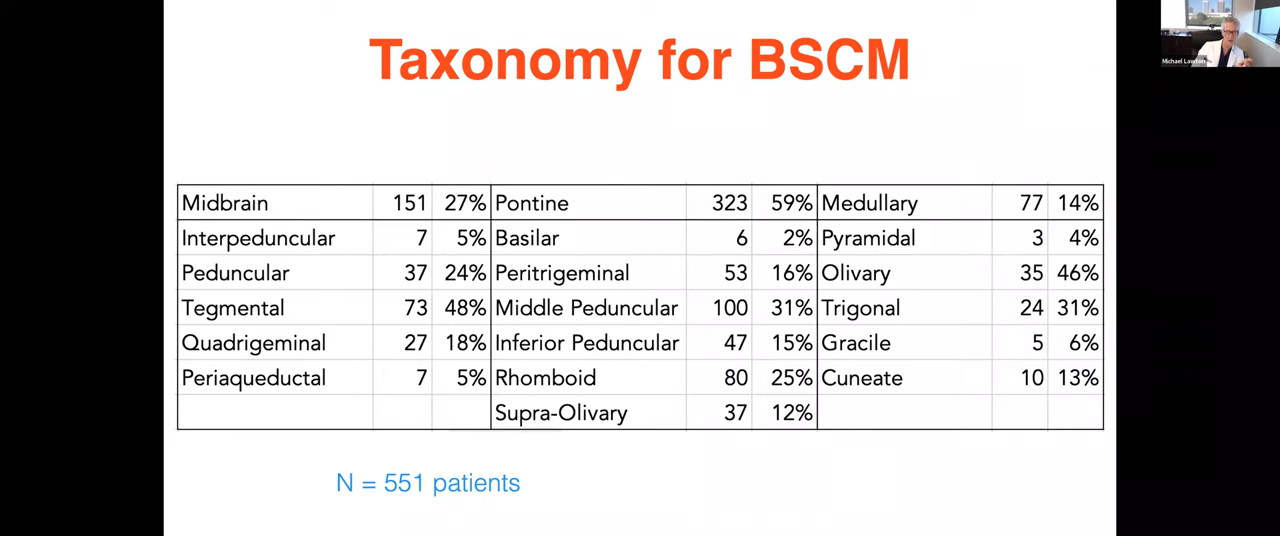 Taxonomy for BSCM
Michael Lawton
Midbrain 151 27% Pontine 323 59% Medullary 77 14%
Interpeduncular 7 5% Basilar 6 2% Pyramidal 3 4%
Peduncular 37 24% Peritrigeminal 53 16% Olivary 35 46%
Tegmental 73 48% Middle Peduncular 100 31% Trigonal 24 31%
Quadrigeminal 27 18% Inferior Peduncular 47 15% Gracile 5 6%
Periaqueductal 7 5% Rhomboid 80 25% Cuneate 10 13%
Supra-Olivary 37 12%
N = 551 patients